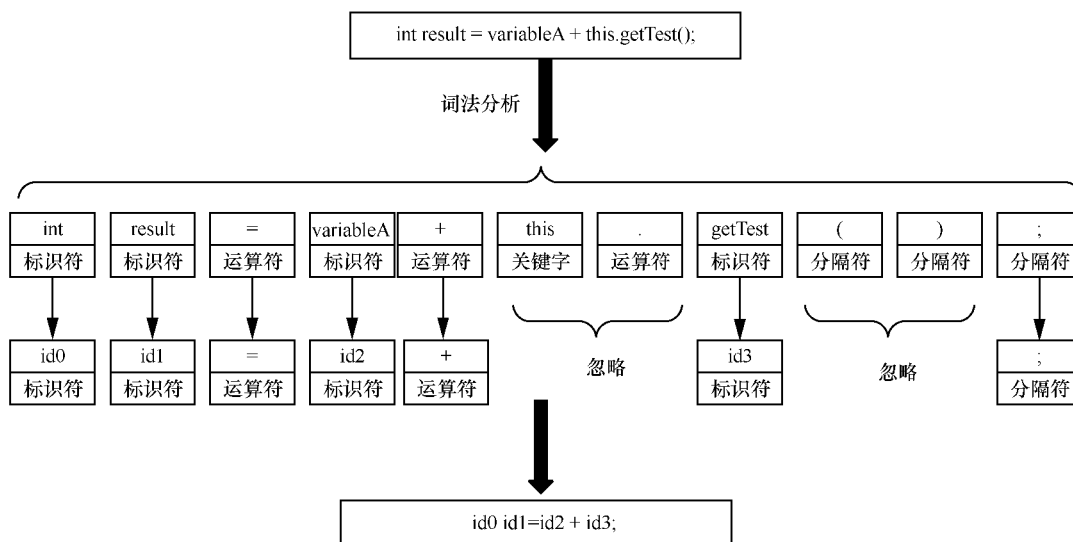 int result = variableA + this.getTest();
词法分析
int result = variableA + this . getTest ( ) ;
标识符 标识符 运算符 标识符 运算符 关键字 运算符 标识符 分隔符 分隔符 分隔符
id0 id1 = id2 + id3 ;
忽略 忽略
标识符 标识符 运算符 标识符 运算符 标识符 分隔符
id0 id1=id2 + id3;